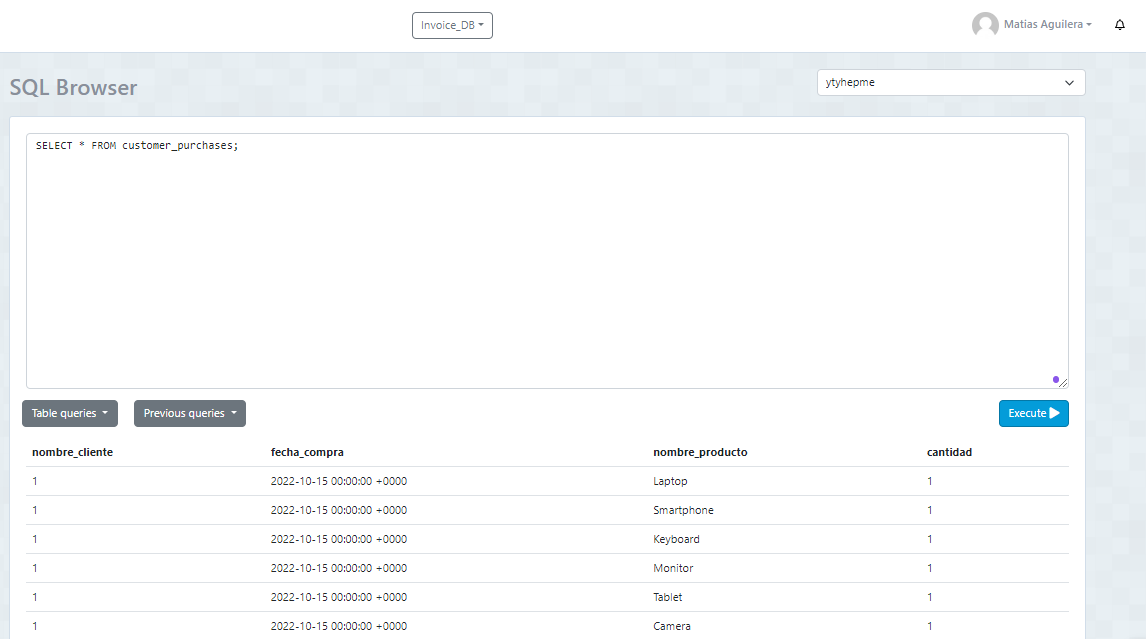 Invoice_DB
Matias Aguilera
SQL Browser
ytyhepme
SELECT * FROM customer_purchases;
Table queries
Previous queries
Execute
nombre_cliente fecha_compra nombre_producto cantidad
1 2022-10-15 00:00:00 +0000 Laptop 1
1 2022-10-15 00:00:00 +0000 Smartphone 1
1 2022-10-15 00:00:00 +0000 Keyboard 1
1 2022-10-15 00:00:00 +0000 Monitor 1
1 2022-10-15 00:00:00 +0000 Tablet 1
1 2022-10-15 00:00:00 +0000 Camera 1